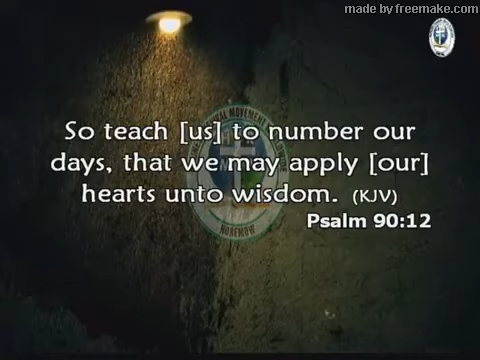 made by freemake.com
So teach [us] to number our
days, that we may apply [our]
hearts unto wisdom. (KJV)
Psalm 90:12
HOREMOW